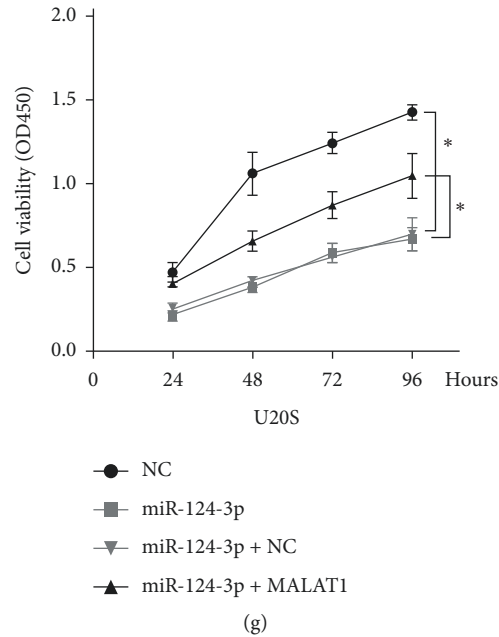 2.0
1.5
1.0
0.5
0.0
Cell viability (OD450)
*
*
0 24 48 72 96 Hours
U20S
NC
miR-124-3p
miR-124-3p + NC
miR-124-3p + MALAT1
(g)